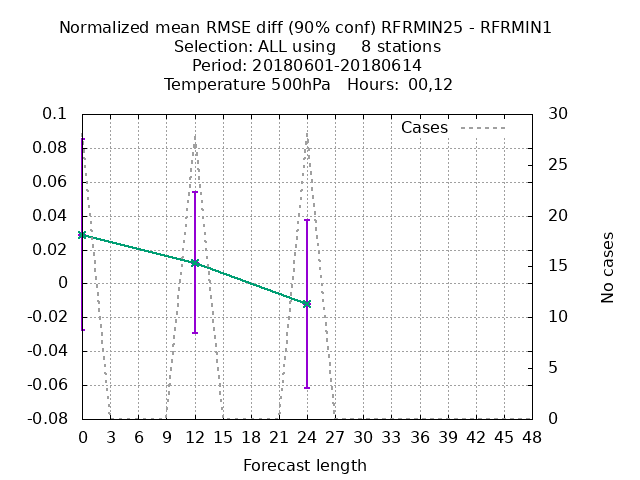 Normalized mean RMSE diff (90% conf) RFRMIN25 - RFRMIN1
Selection: ALL using     8 stations
Period: 20180601-20180614
Temperature 500hPa   Hours: 00,12
0.1
0.08
0.06
0.04
0.02
0
-0.02
-0.04
-0.06
-0.08
30
25
20
15
10
5
0
Cases
No cases
0 3 6 9 12 15 18 21 24 27 30 33 36 39 42 45 48
Forecast length